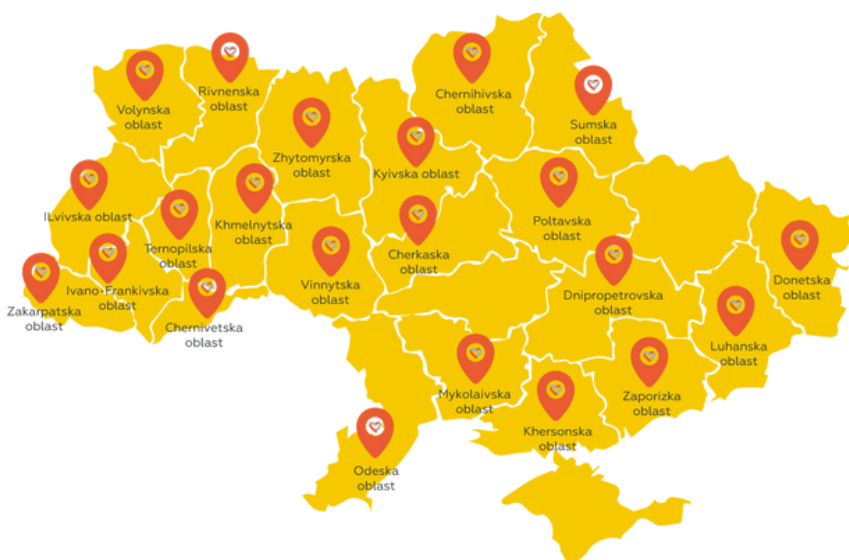 Rivnenska
oblast
Volynska
oblast
Chernihivska
oblast
Sumska
oblast
Zhytomyrska
oblast
Kyivska oblast
ILvivska oblast
Khmelnytska
oblast
Ternopilska
oblast
Poltavska
oblast
Cherkaska
oblast
Donetska
oblast
Ivano-Frankivska
oblast
Vinnytska
oblast
Dnipropetrovska
oblast
Zakarpatska
oblast
Chernivetska
oblast
Luhanska
oblast
Mykolaivska
oblast
Zaporizka
oblast
Khersonska
oblast
Odeska
oblast